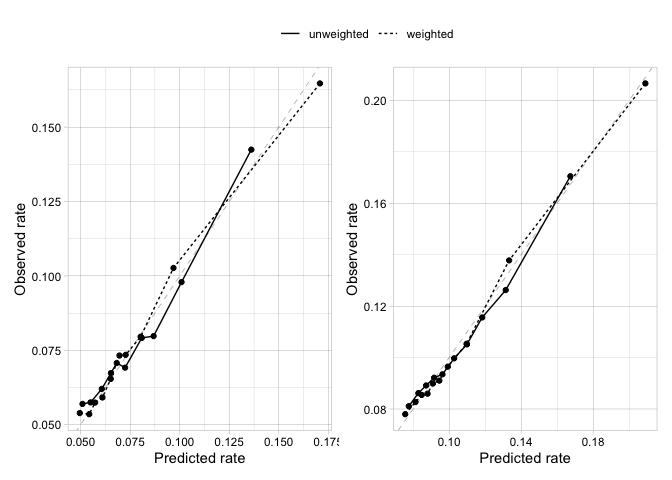 unweighted weighted
0.150
0.125
0.100
0.075
0.050
Observed rate
0.050 0.075 0.100 0.125 0.150 0.175
Predicted rate
0.20
0.16
0.12
0.08
Observed rate
0.10 0.14 0.18
Predicted rate